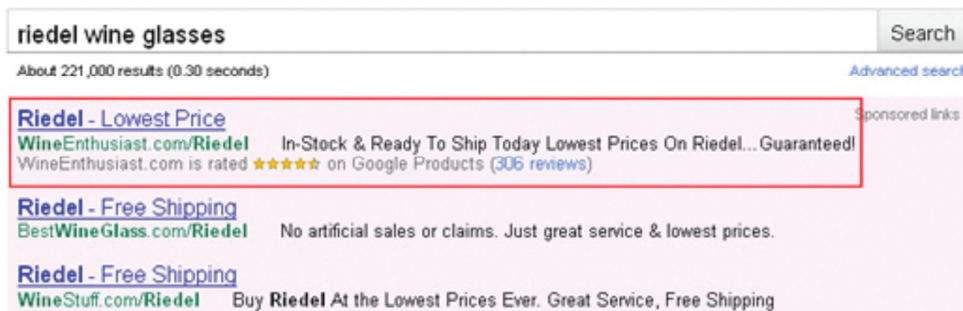 riedel wine glasses Search
About 221,000 results (0.30 seconds) Advanced search
Riedel - Lowest Price Sponsored links
WineEnthusiast.com/Riedel In-Stock & Ready To Ship Today Lowest Prices On Riedel... Guaranteed!
WineEnthusiast.com is rated ★★★★★ on Google Products (306 reviews)
Riedel - Free Shipping
BestWineGlass.com/Riedel No artificial sales or claims. Just great service & lowest prices.
Riedel - Free Shipping
WineStuff.com/Riedel Buy Riedel At the Lowest Prices Ever. Great Service, Free Shipping